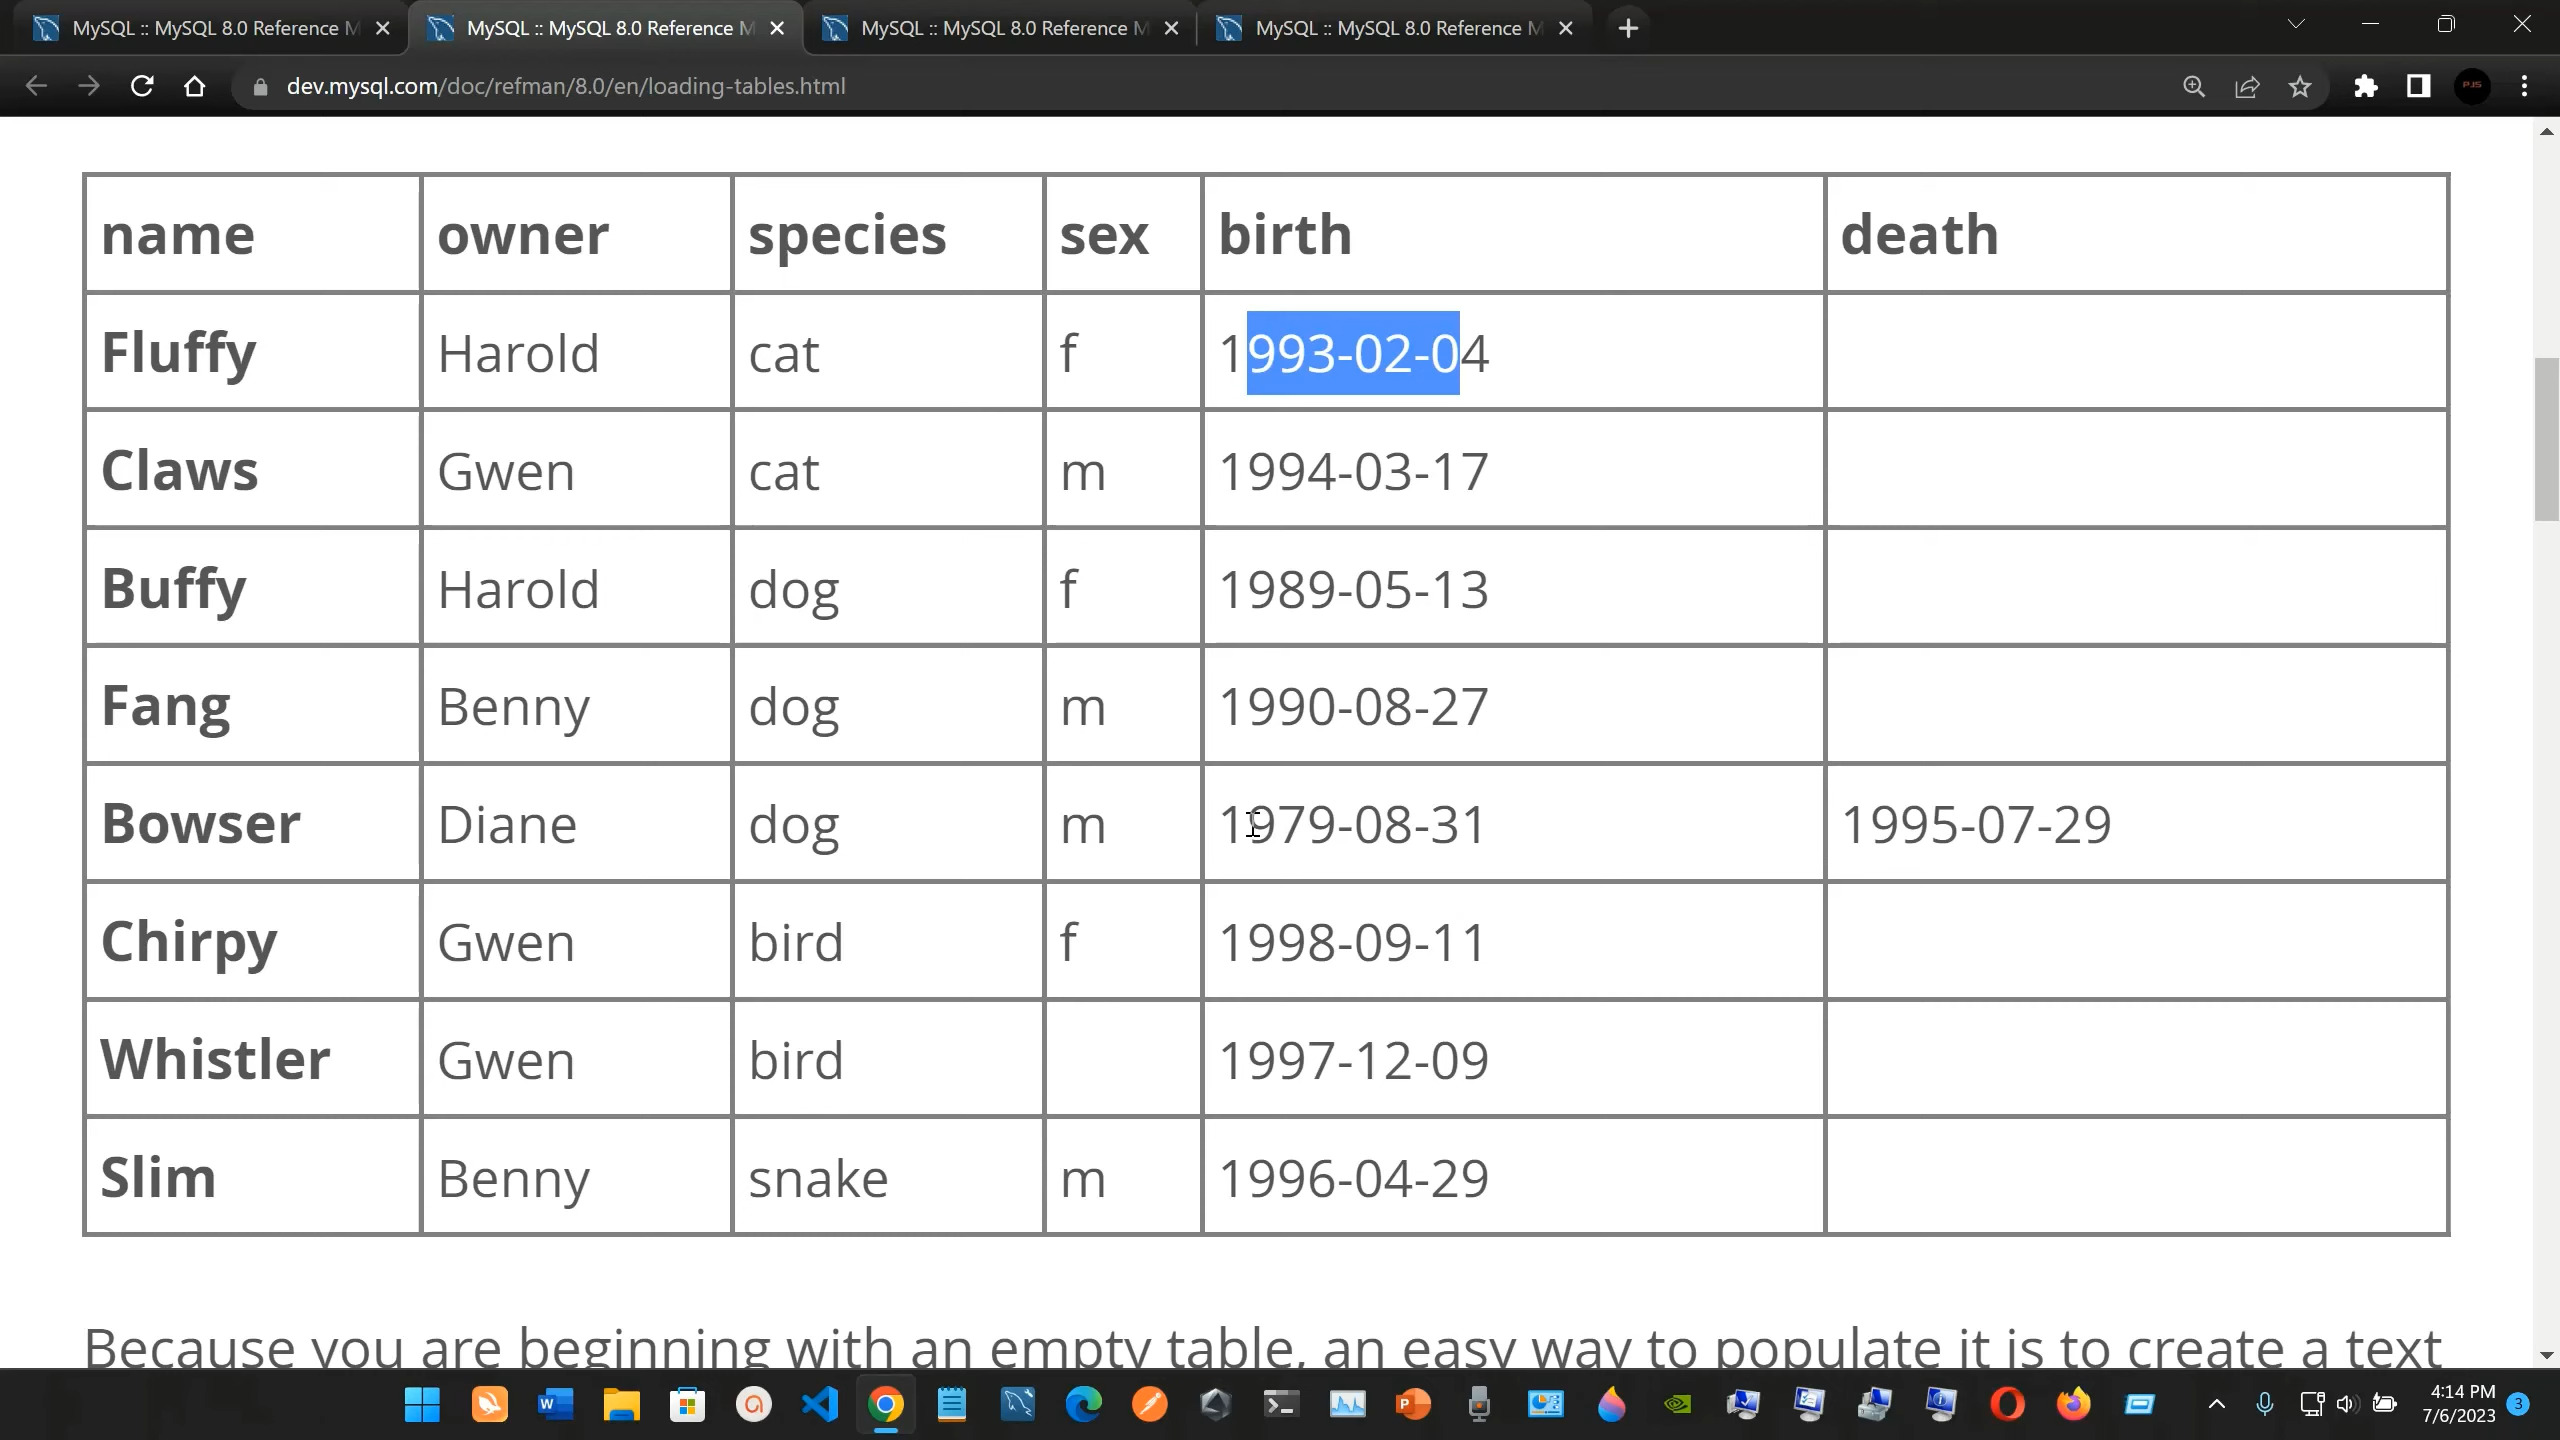 MySQL :: MySQL 8.0 Reference M MySQL :: MySQL 8.0 Reference M MySQL :: MySQL 8.0 Reference M MySQL :: MySQL 8.0 Reference M
dev.mysql.com/doc/refman/8.0/en/loading-tables.html PJS
name owner species sex birth death
Fluffy Harold cat f 1993-02-04
Claws Gwen cat m 1994-03-17
Buffy Harold dog f 1989-05-13
Fang Benny dog m 1990-08-27
Bowser Diane dog m 1979-08-31 1995-07-29
Chirpy Gwen bird f 1998-09-11
Whistler Gwen bird 1997-12-09
Slim Benny snake m 1996-04-29
Because you are beginning with an empty table, an easy way to populate it is to create a text
4:14 PM
7/6/2023 3